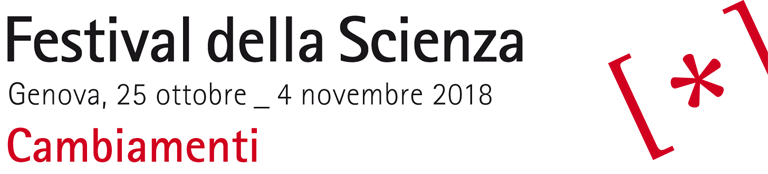 Festival della Scienza
Genova, 25 ottobre _ 4 novembre 2018
Cambiamenti
[*]